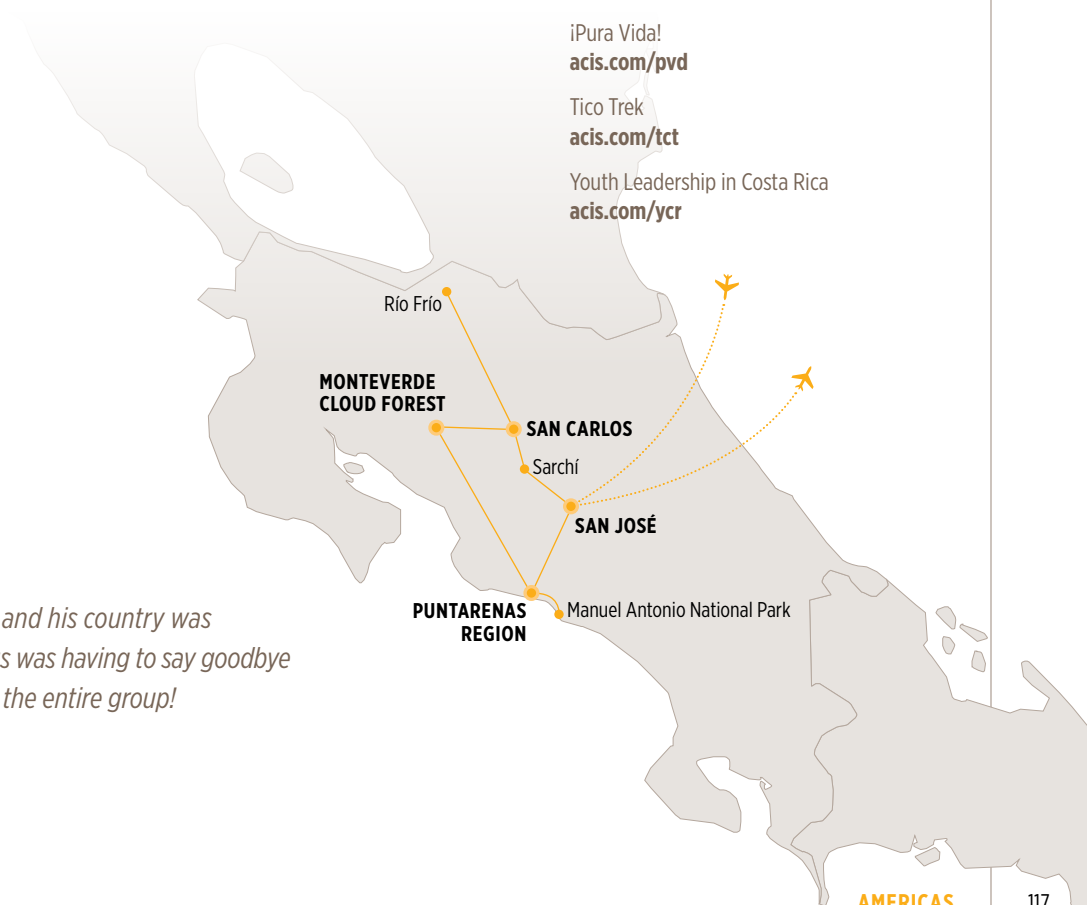 ¡Pura Vida!
acis.com/pvd
Tico Trek
acis.com/tct
Youth Leadership in Costa Rica
acis.com/ycr
Río Frío
MONTEVERDE
CLOUD FOREST
SAN CARLOS
Sarchí
SAN JOSÉ
PUNTARENAS
REGION
Manuel Antonio National Park
and his country was
s was having to say goodbye
the entire group!
AMERICAS
117